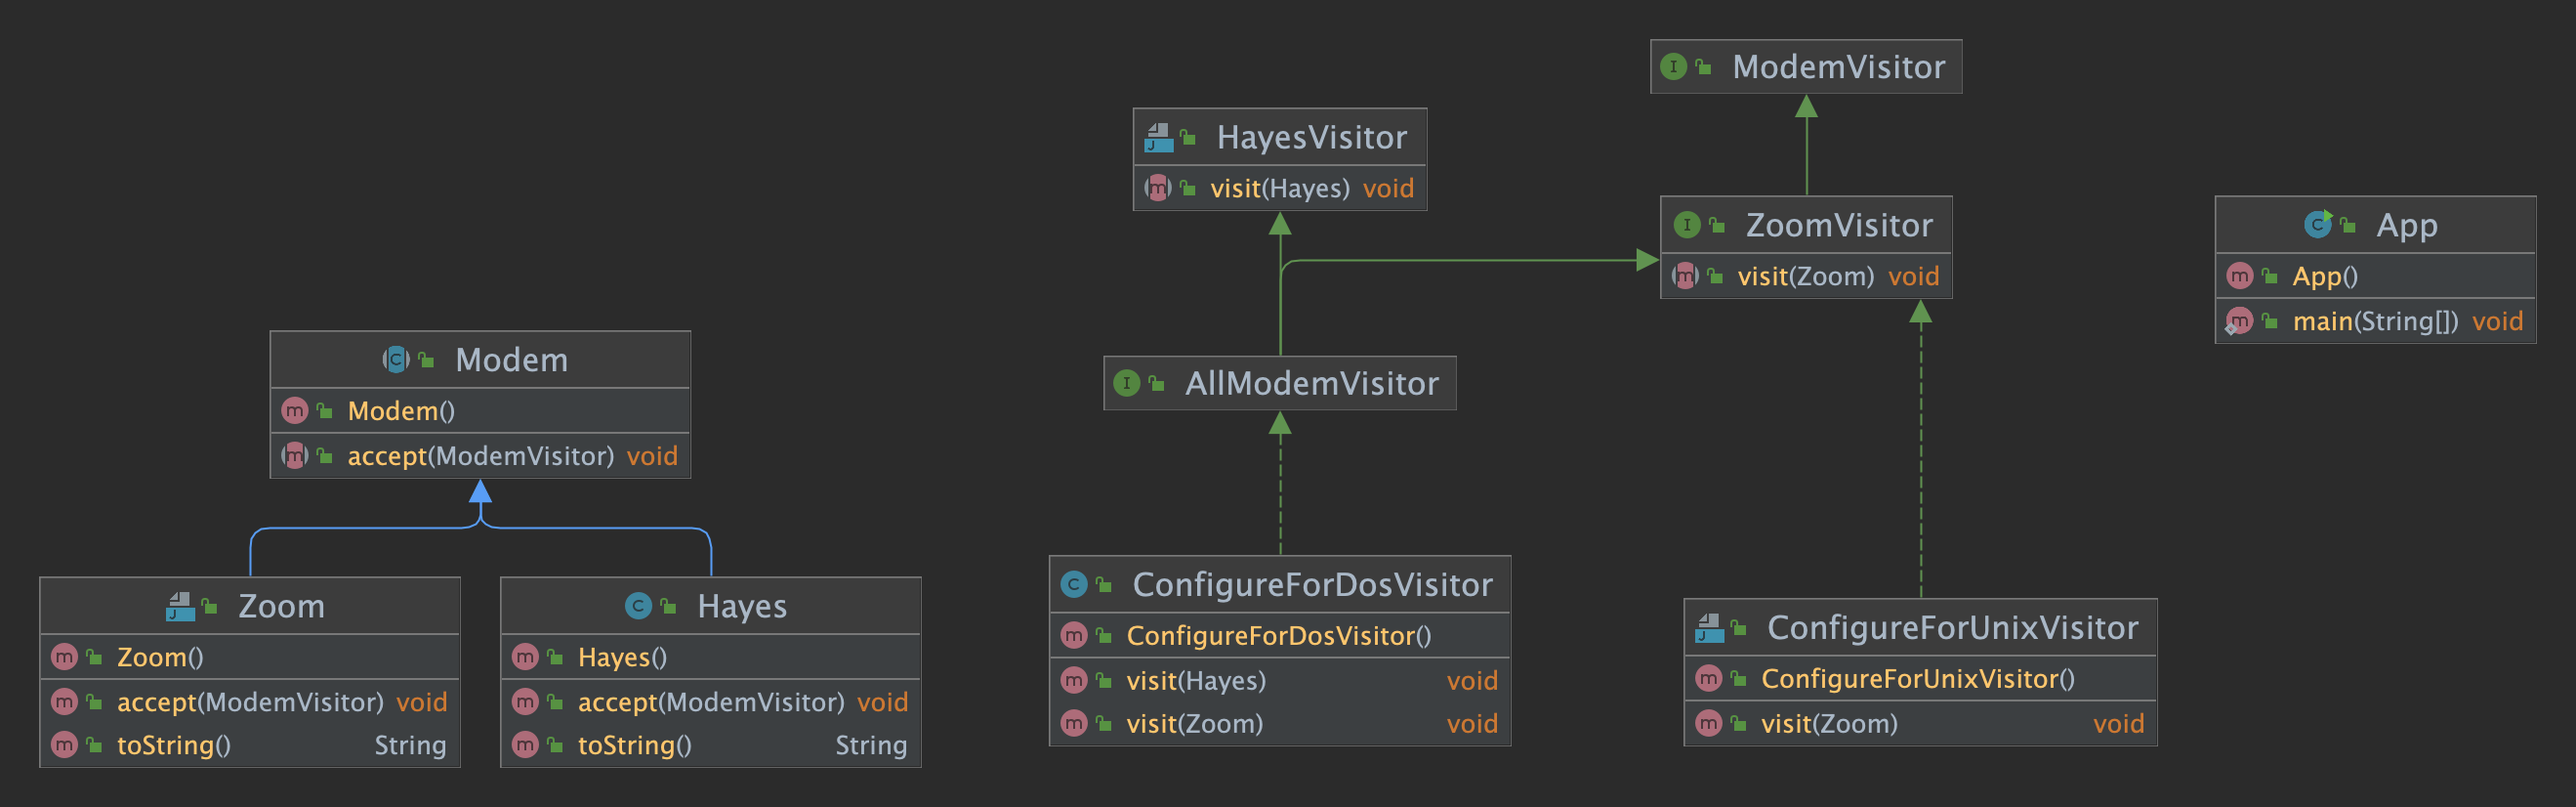 ModemVisitor
HayesVisitor
visit(Hayes) void
ZoomVisitor
visit(Zoom) void
App
App()
main(String[]) void
Modem
Modem()
accept(ModemVisitor) void
AllModemVisitor
Zoom
Zoom()
accept(ModemVisitor) void
toString() String
Hayes
Hayes()
accept(ModemVisitor) void
toString() String
ConfigureForDosVisitor
ConfigureForDosVisitor()
visit(Hayes) void
visit(Zoom) void
ConfigureForUnixVisitor
ConfigureForUnixVisitor()
visit(Zoom) void